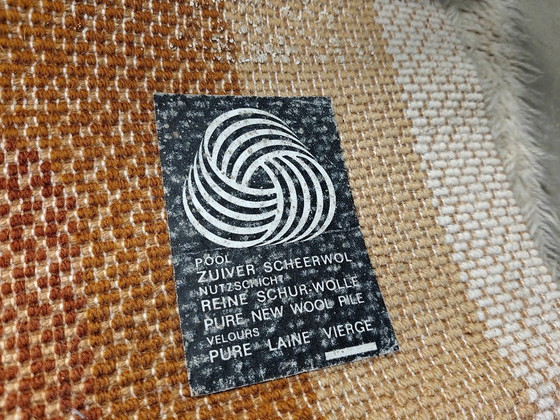 POOL
ZUIVER SCHEERWOL
NUTZSCHICHT
REINE SCHUR-WOLLE
PURE NEW WOOL PILE
VELOURS
PURE LAINE VIERGE